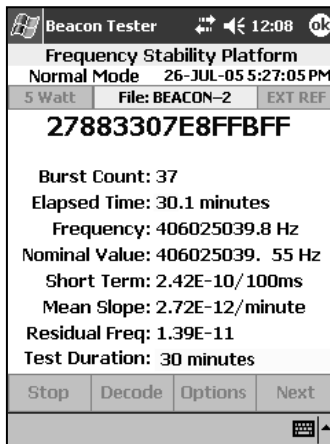 Beacon Tester 12:08 ok
Frequency Stability Platform
Normal Mode 26-JUL-05 5:27:05 PM
5 Watt File: BEACON-2 EXT REF
27883307E8FFBFF
Burst Count: 37
Elapsed Time: 30.1 minutes
Frequency: 406025039.8 Hz
Nominal Value: 406025039. 55 Hz
Short Term: 2.42E-10/100ms
Mean Slope: 2.72E-12/minute
Residual Freq: 1.39E-11
Test Duration: 30 minutes
Stop Decode Options Next